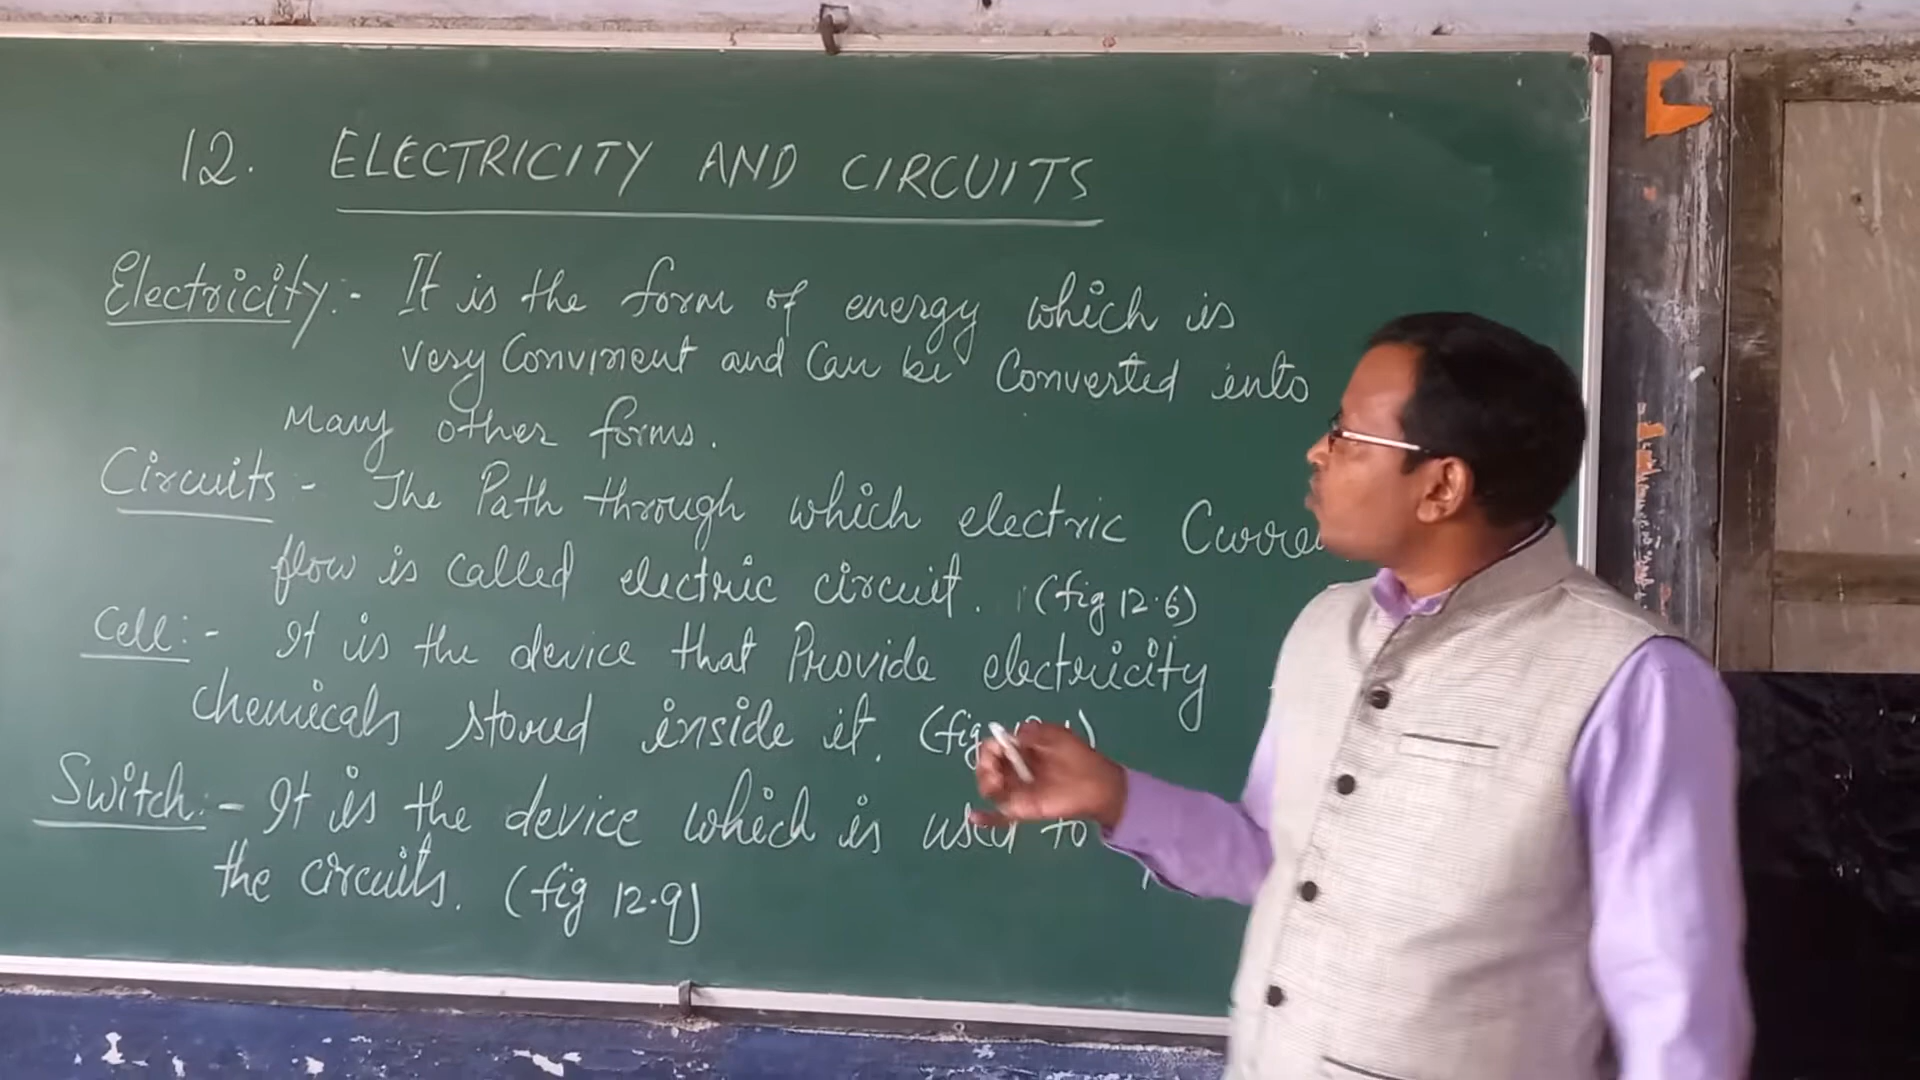 12. ELECTRICITY AND CIRCUITS
Electricity:- It is the form of energy which is
very Convinent and Can be Converted into
Many other forms.
Circuits - The Path through which electric
flow is called electric circuit. (fig 12.6)
Cell:- It is the device that Provide electricity
chemicals stored inside it. (fig
Switch:- It is the device which is used to
the circuits. (fig 12.9)